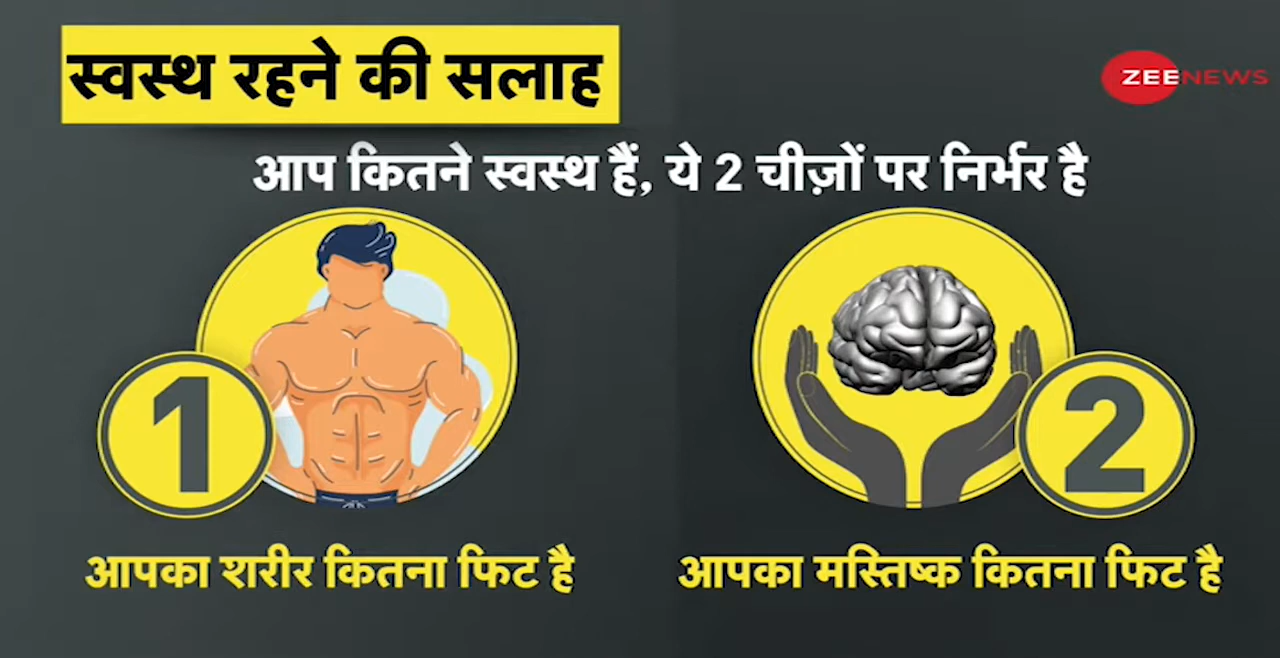 स्वस्थ रहने की सलाह
ZEENEWS
आप कितने स्वस्थ हैं, ये 2 चीज़ों पर निर्भर है
1
2
आपका शरीर कितना फिट है
आपका मस्तिष्क कितना फिट है